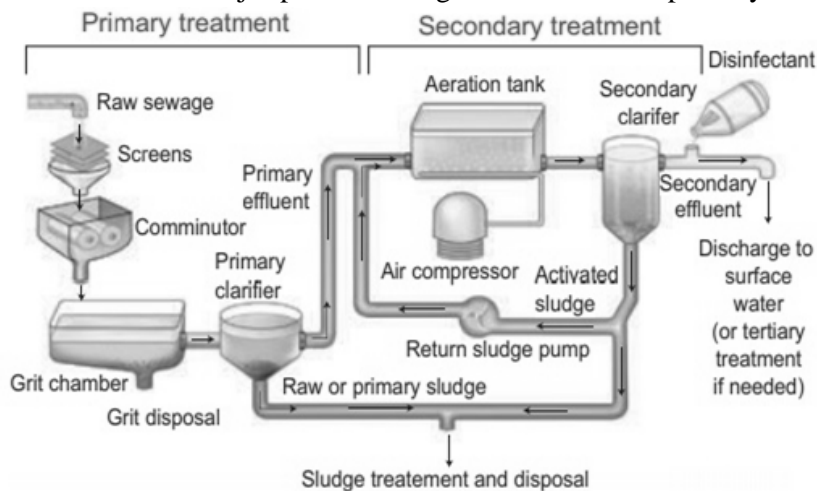 Primary treatment
Secondary treatment
Disinfectant
Aeration tank
Secondary
clarifer
Raw sewage
Screens
Primary
effluent
Secondary
effluent
Comminutor
Primary
clarifier
Air compressor
Activated
sludge
Discharge to
surface
water
(or tertiary
treatment
if needed)
Return sludge pump
Grit chamber
Raw or primary sludge
Grit disposal
Sludge treatement and disposal